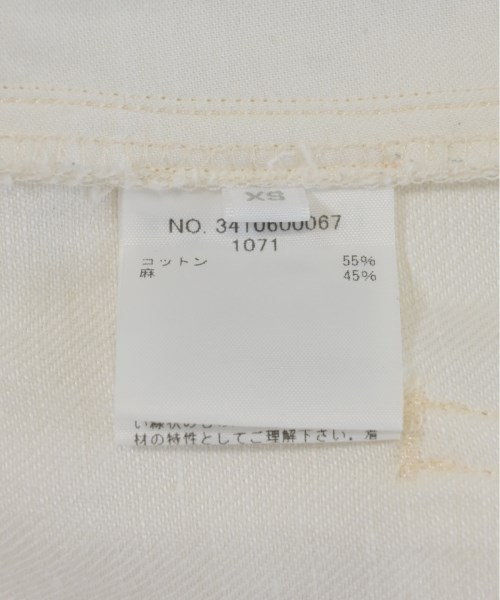 XS
NO. 3410600067
1071
コットン 55%
麻 45%
材の特性としてご理解下さい。